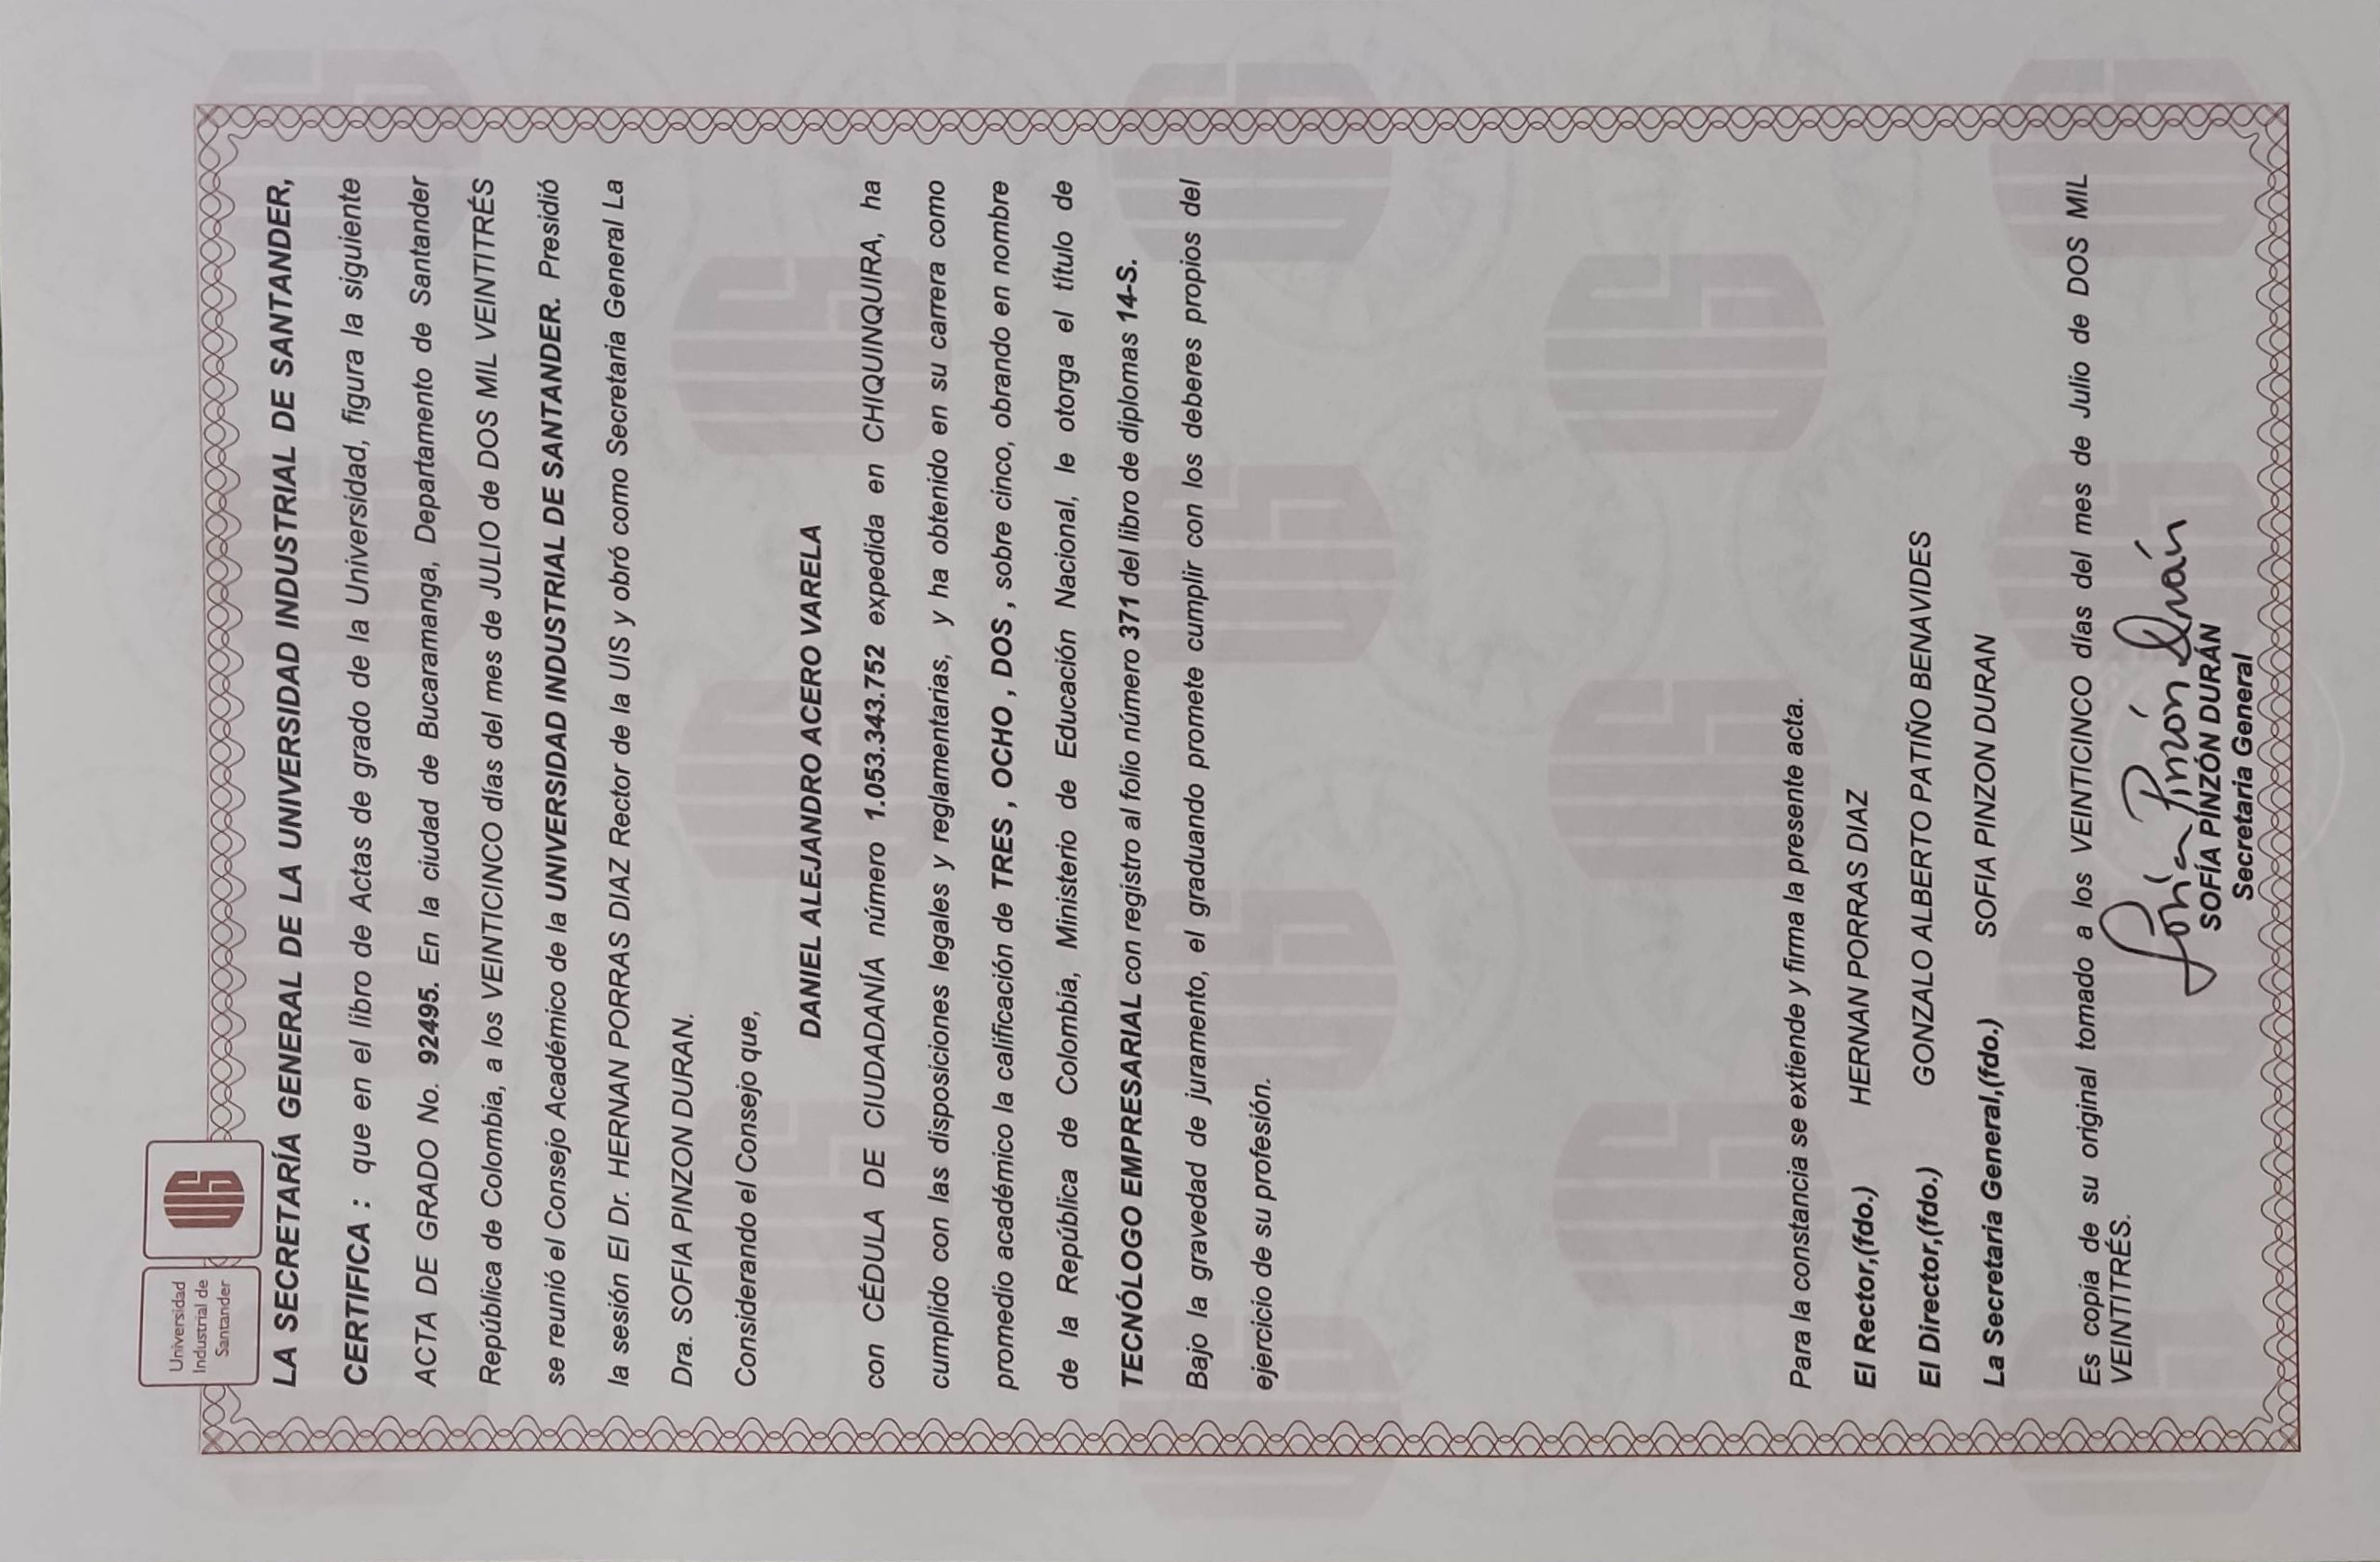 Universidad
Industrial de
Santander
UIS
LA SECRETARÍA GENERAL DE LA UNIVERSIDAD INDUSTRIAL DE SANTANDER,
CERTIFICA : que en el libro de Actas de grado de la Universidad, figura la siguiente
ACTA DE GRADO No. 92495. En la ciudad de Bucaramanga, Departamento de Santander
República de Colombia, a los VEINTICINCO días del mes de JULIO de DOS MIL VEINTITRÉS
se reunió el Consejo Académico de la UNIVERSIDAD INDUSTRIAL DE SANTANDER. Presidió
la sesión El Dr. HERNAN PORRAS DIAZ Rector de la UIS y obró como Secretaria General La
Dra. SOFIA PINZON DURAN.
Considerando el Consejo que,
DANIEL ALEJANDRO ACERO VARELA
con CÉDULA DE CIUDADANÍA número 1.053.343.752 expedida en CHIQUINQUIRA, ha
cumplido con las disposiciones legales y reglamentarias, y ha obtenido en su carrera como
promedio académico la calificación de TRES , OCHO , DOS , sobre cinco, obrando en nombre
de la República de Colombia, Ministerio de Educación Nacional, le otorga el título de
TECNÓLOGO EMPRESARIAL con registro al folio número 371 del libro de diplomas 14-S.
Bajo la gravedad de juramento, el graduando promete cumplir con los deberes propios del
ejercicio de su profesión.
Para la constancia se extiende y firma la presente acta.
El Rector,(fdo.) HERNAN PORRAS DIAZ
El Director,(fdo.) GONZALO ALBERTO PATIÑO BENAVIDES
La Secretaria General,(fdo.) SOFIA PINZON DURAN
Es copia de su original tomado a los VEINTICINCO días del mes de Julio de DOS MIL
VEINTITRÉS.
Sofía Pinzón Durán
SOFÍA PINZÓN DURÁN
Secretaria General